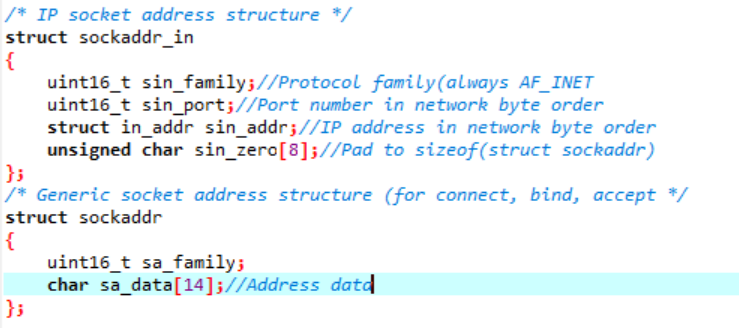 /* IP socket address structure */
struct sockaddr_in
{
    uint16_t sin_family;//Protocol family(always AF_INET
    uint16_t sin_port;//Port number in network byte order
    struct in_addr sin_addr;//IP address in network byte order
    unsigned char sin_zero[8];//Pad to sizeof(struct sockaddr)
};
/* Generic socket address structure (for connect, bind, accept */
struct sockaddr
{
    uint16_t sa_family;
    char sa_data[14];//Address data
};